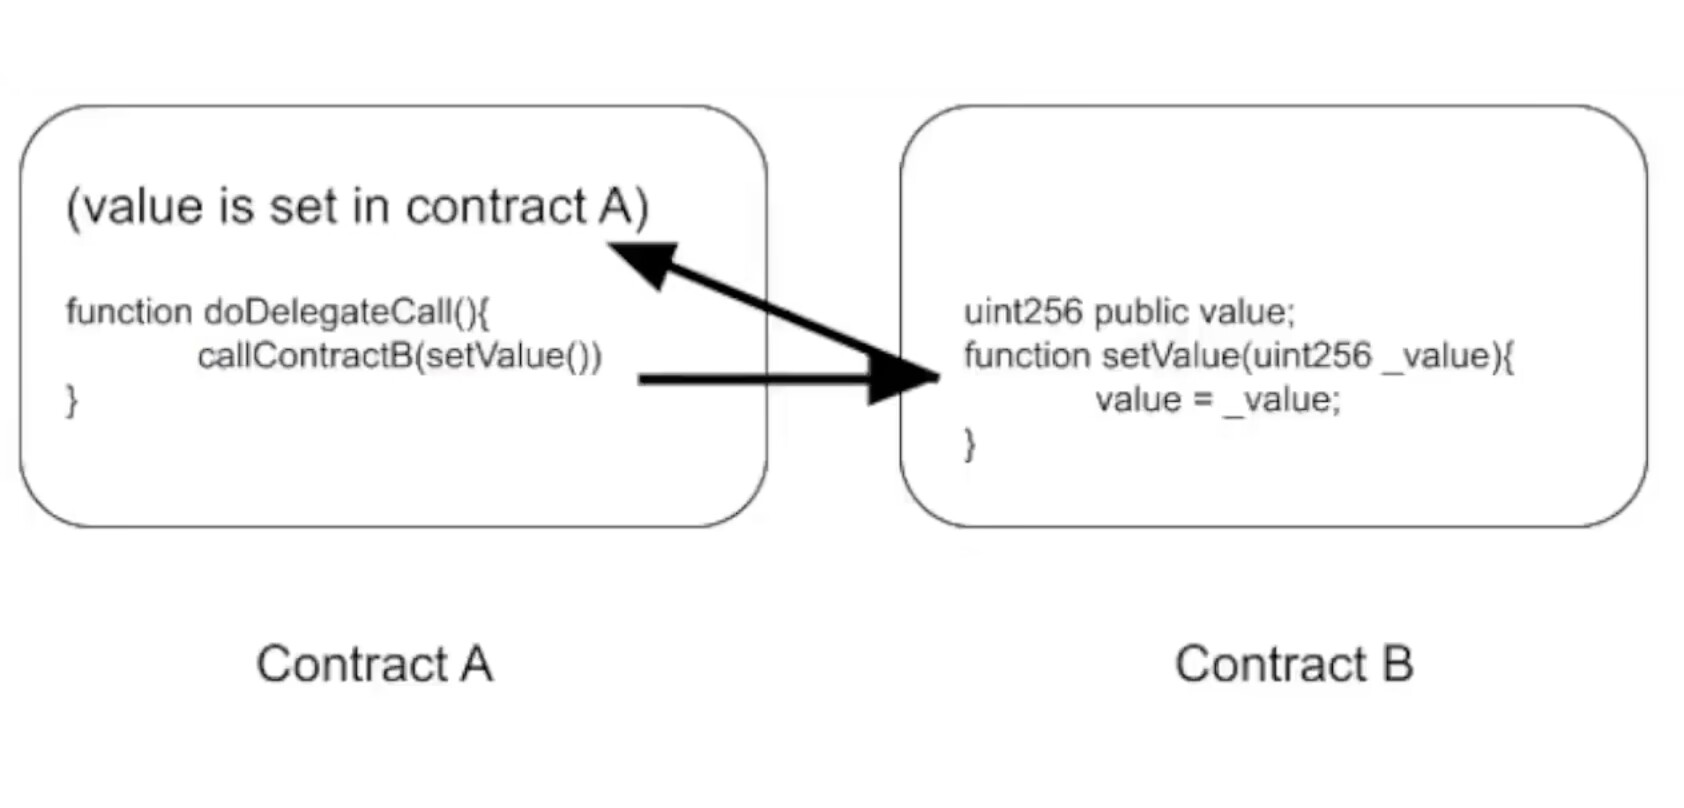 (value is set in contract A)
function doDelegateCall(){
callContractB(setValue())
}
Contract A
uint256 public value;
function setValue(uint256 _value){
value = _value;
}
Contract B